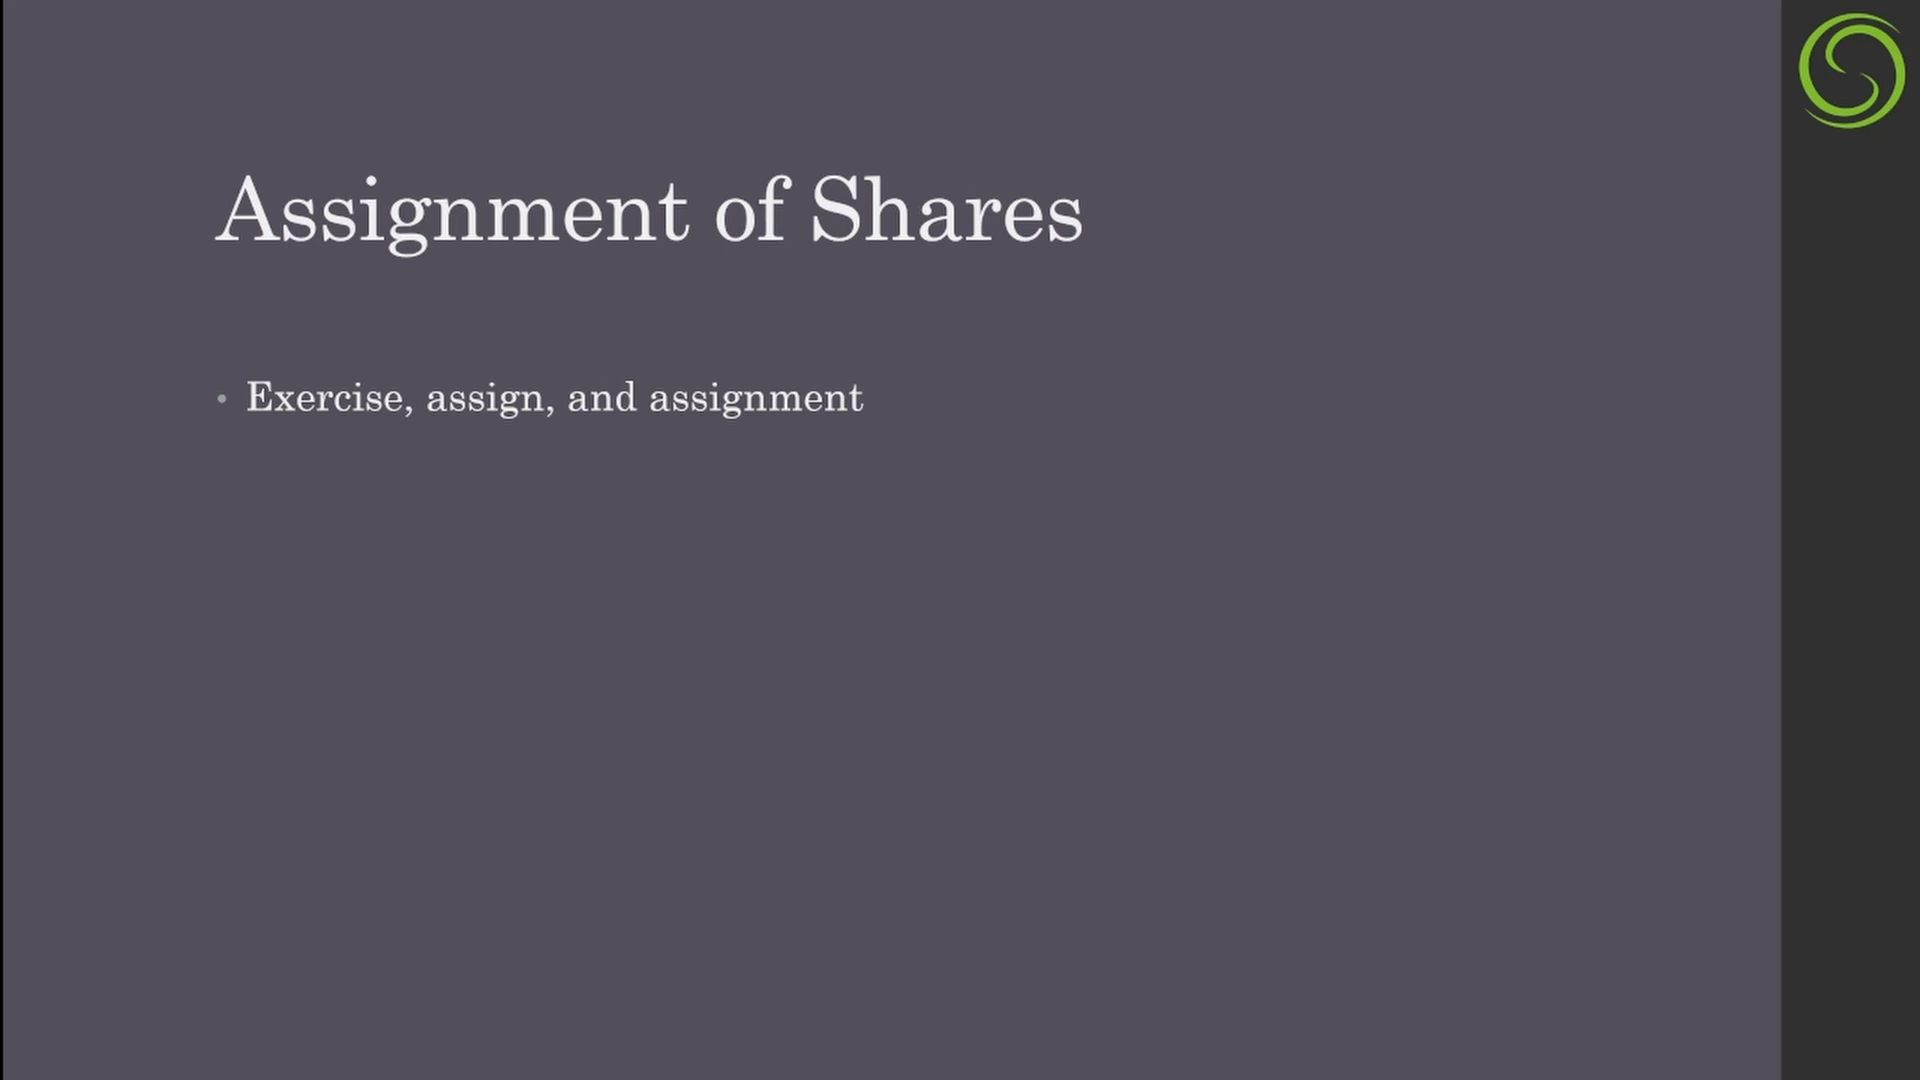 Assignment of Shares
• Exercise, assign, and assignment